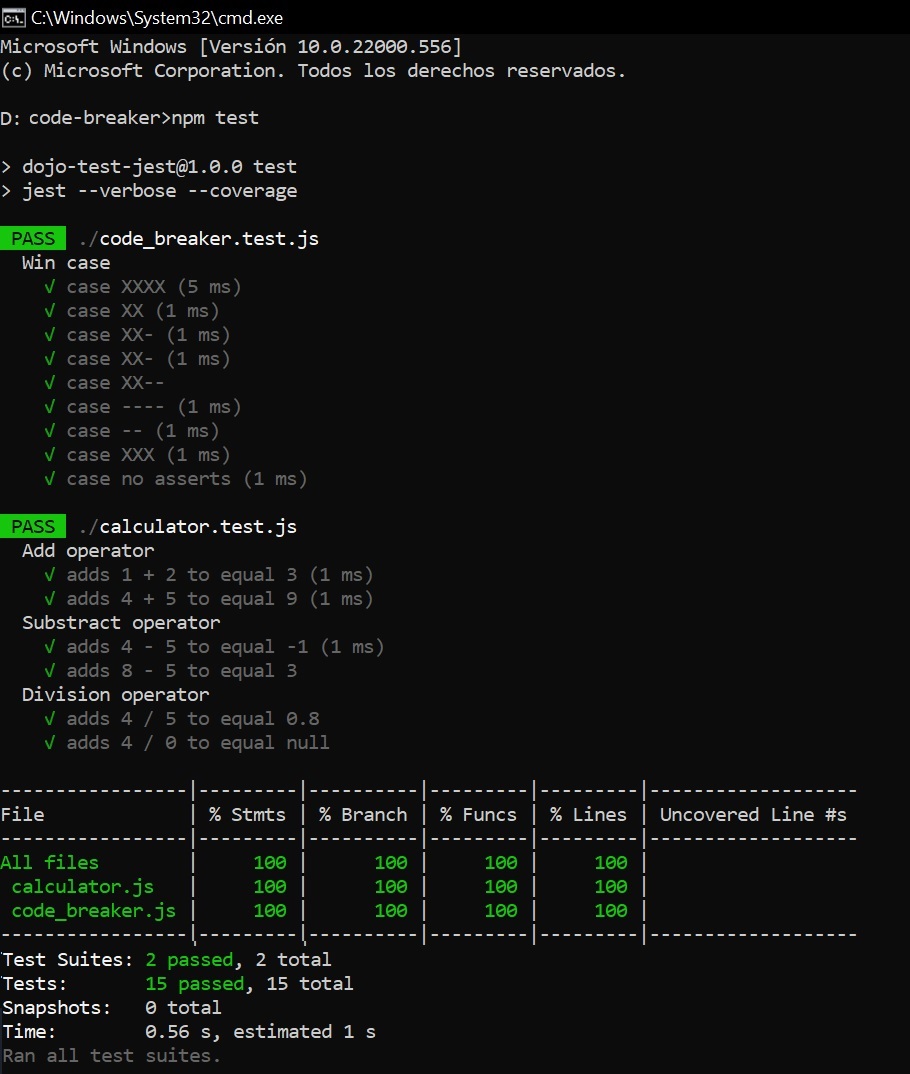 C:\Windows\System32\cmd.exe
Microsoft Windows [Versión 10.0.22000.556]
(c) Microsoft Corporation. Todos los derechos reservados.
D: code-breaker>npm test
> dojo-test-jest@1.0.0 test
> jest --verbose --coverage
PASS ./code_breaker.test.js
Win case
√ case XXXX (5 ms)
√ case XX (1 ms)
√ case XX- (1 ms)
√ case XX- (1 ms)
√ case XX--
√ case ---- (1 ms)
√ case -- (1 ms)
√ case XXX (1 ms)
√ case no asserts (1 ms)
PASS ./calculator.test.js
Add operator
√ adds 1 + 2 to equal 3 (1 ms)
√ adds 4 + 5 to equal 9 (1 ms)
Substract operator
√ adds 4 - 5 to equal -1 (1 ms)
√ adds 8 - 5 to equal 3
Division operator
√ adds 4 / 5 to equal 0.8
√ adds 4 / 0 to equal null
-----------------|---------|----------|---------|---------|-------------------
File             | % Stmts | % Branch | % Funcs | % Lines | Uncovered Line #s
-----------------|---------|----------|---------|---------|-------------------
All files        |     100 |      100 |     100 |     100 |
 calculator.js   |     100 |      100 |     100 |     100 |
 code_breaker.js |     100 |      100 |     100 |     100 |
-----------------|---------|----------|---------|---------|-------------------
Test Suites: 2 passed, 2 total
Tests:       15 passed, 15 total
Snapshots:   0 total
Time:        0.56 s, estimated 1 s
Ran all test suites.